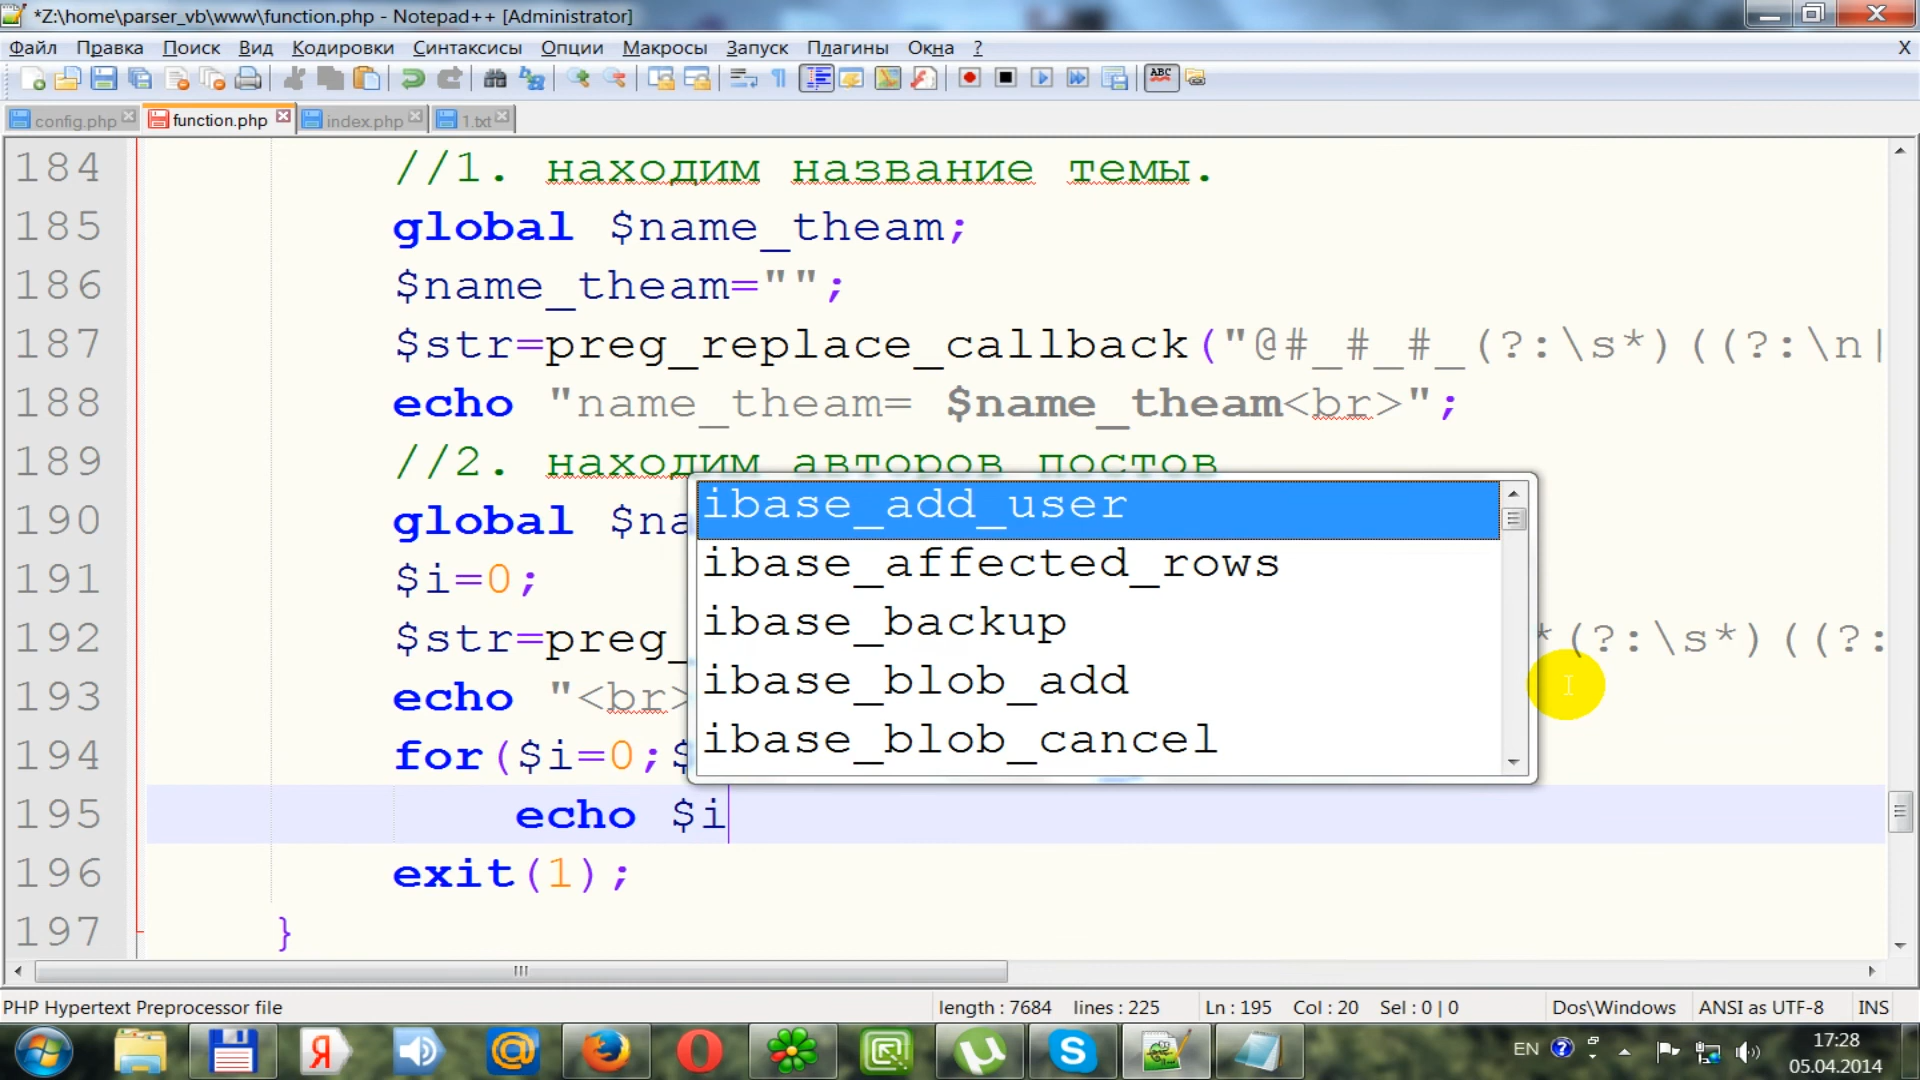 *Z:\home\parser_vb\www\function.php - Notepad++ [Administrator]
Файл Правка Поиск Вид Кодировки Синтаксисы Опции Макросы Запуск Плагины Окна ? X
ABC
config.php function.php index.php 1.txt
184 //1. находим название темы.
185 global $name_theam;
186 $name_theam="";
187 $str=preg_replace_callback("@#_#_#_(?:\s*)((?:\n|
188 echo "name_theam= $name_theam<br>";
189 //2. находим авторов постов
190 global $na
191 $i=0;
192 $str=preg_ *(?:\s*)((?:
193 echo "<br>
194 for($i=0;$
195 echo $i
196 exit(1);
197 }
ibase_add_user
ibase_affected_rows
ibase_backup
ibase_blob_add
ibase_blob_cancel
PHP Hypertext Preprocessor file length : 7684 lines : 225 Ln : 195 Col : 20 Sel : 0 | 0 Dos\Windows ANSI as UTF-8 INS
EN 17:28
05.04.2014